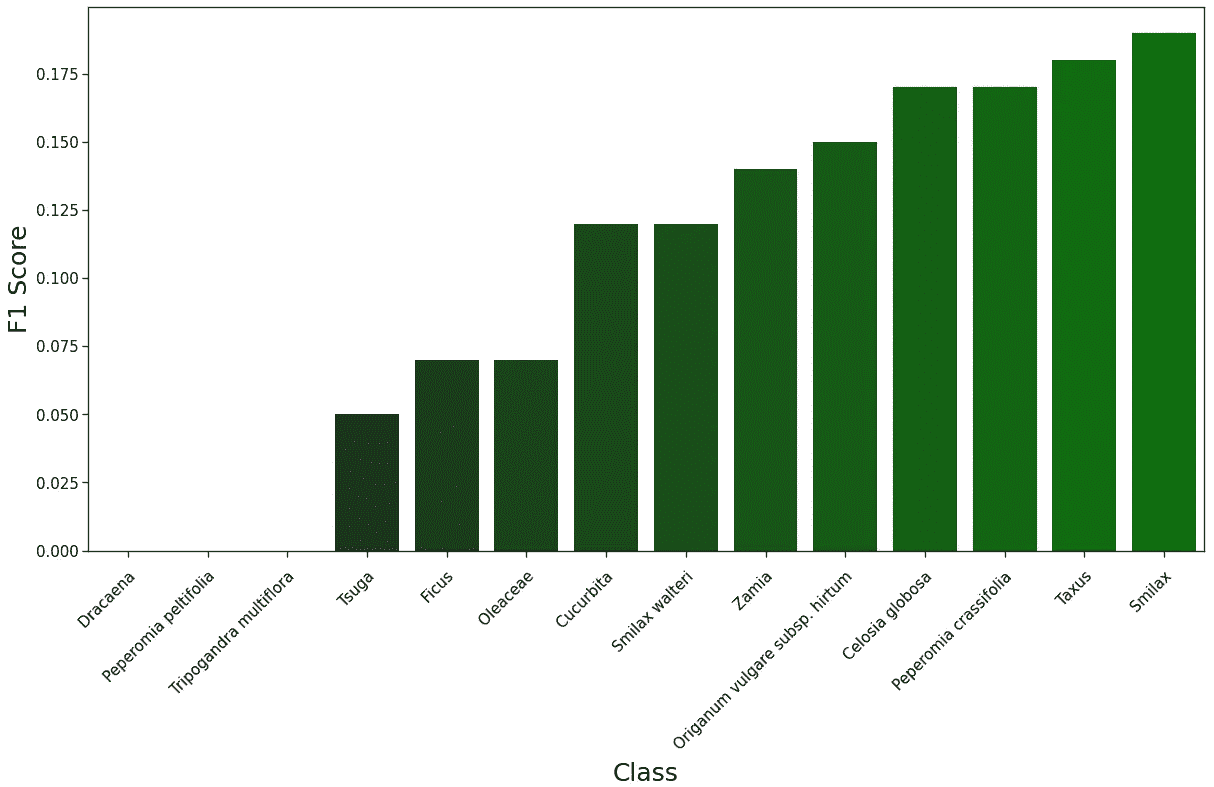 F1 Score
0.175
0.150
0.125
0.100
0.075
0.050
0.025
0.000
Dracaena
Peperomia peltifolia
Tripogandra multiflora
Tsuga
Ficus
Oleaceae
Cucurbita
Smilax walteri
Zamia
Origanum vulgare subsp. hirtum
Celosia globosa
Peperomia crassifolia
Taxus
Smilax
Class